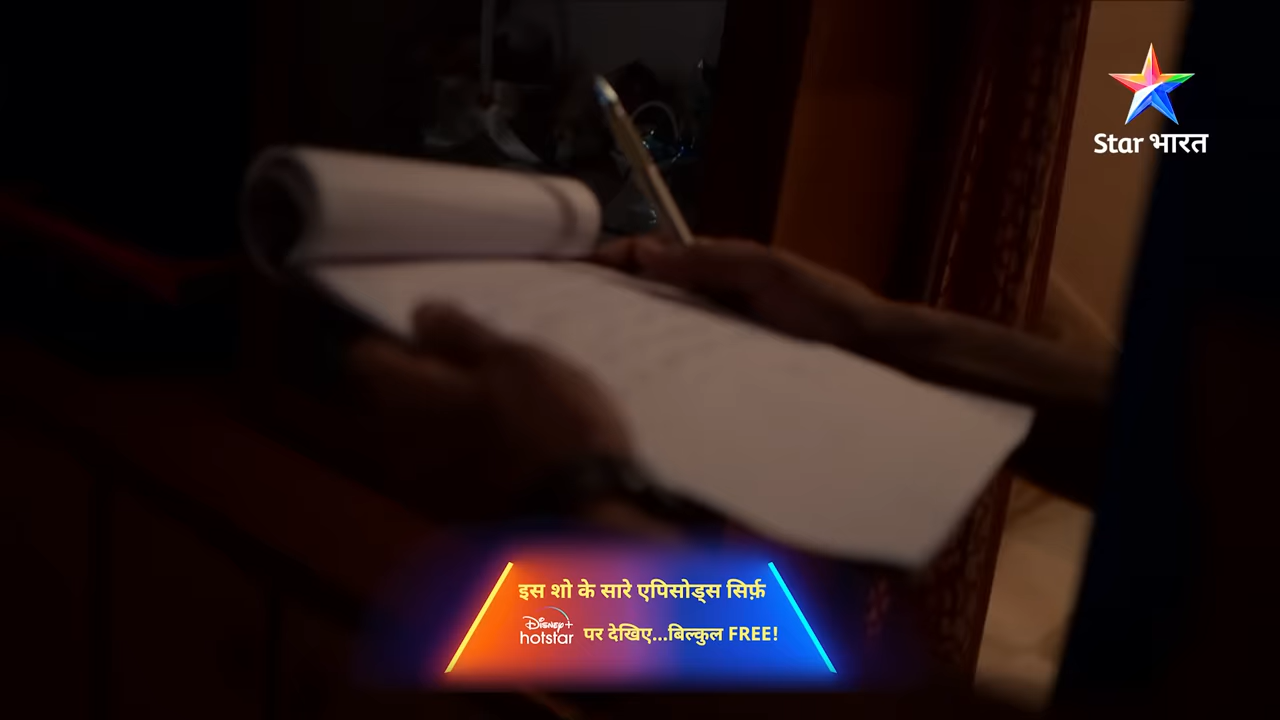 Star भारत
इस शो के सारे एपिसोड्स सिर्फ़
Disney+ hotstar पर देखिए...बिल्कुल FREE!